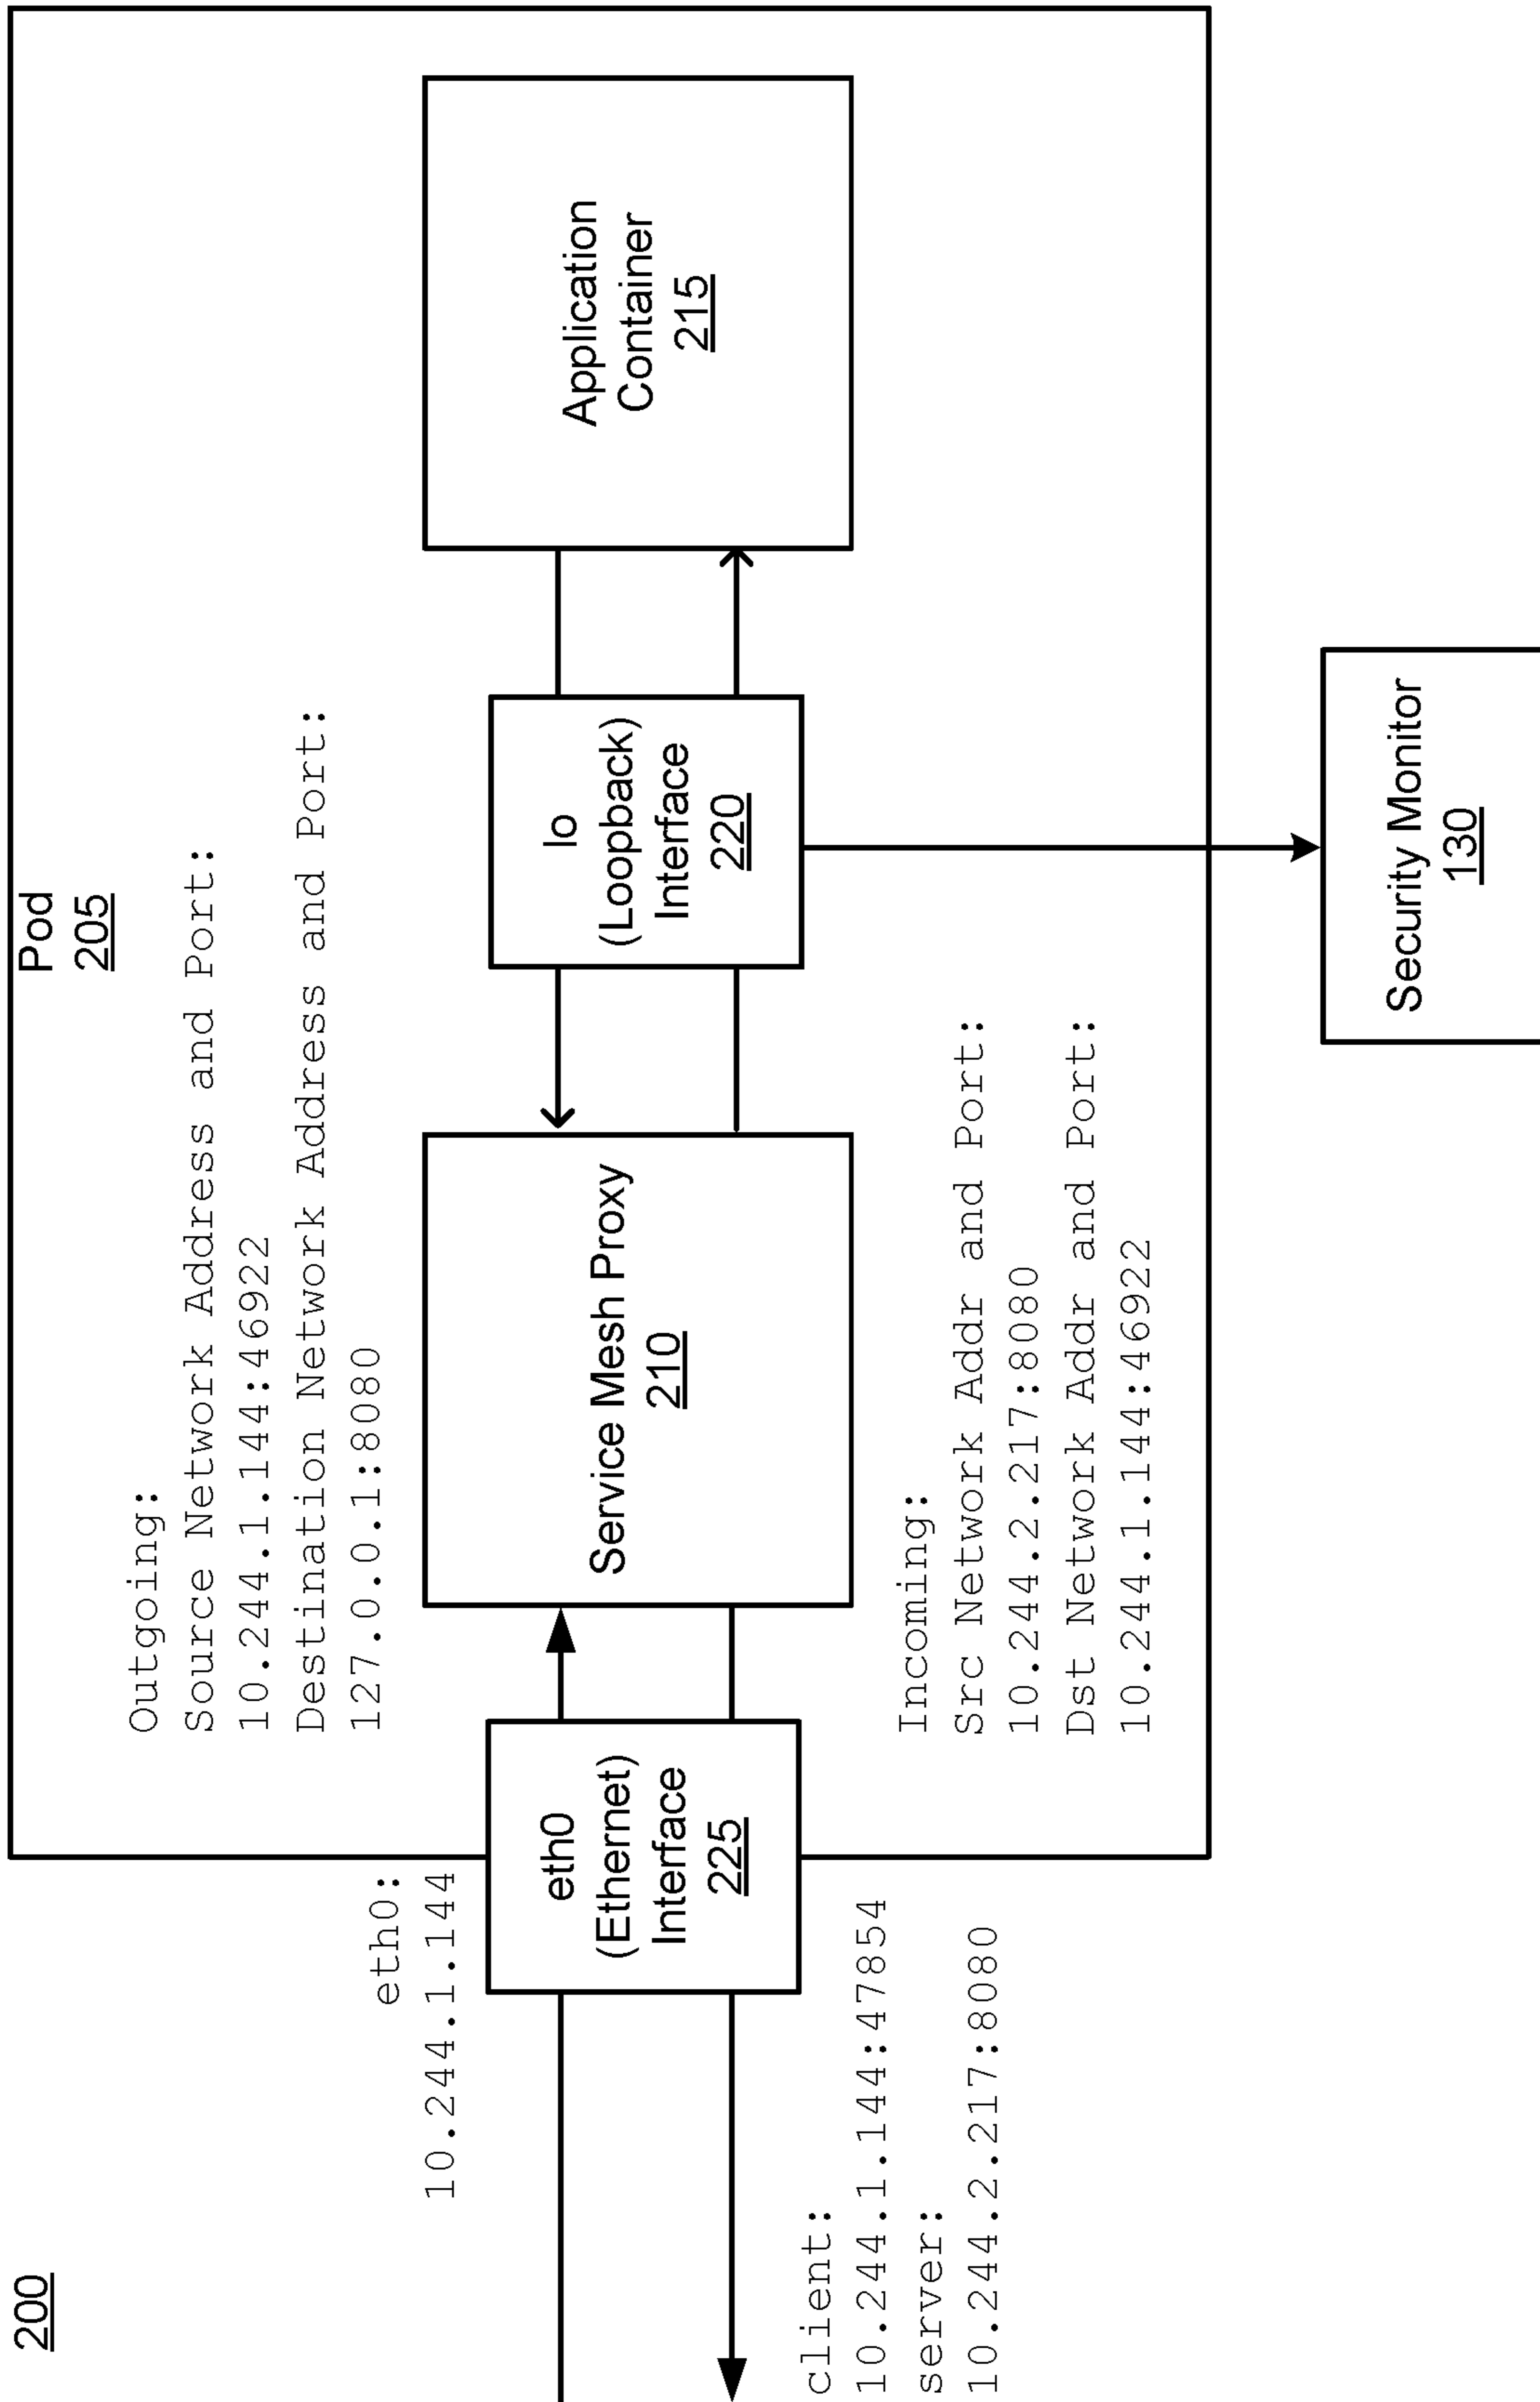 200
Pod
205
Outgoing:
Source Network Address and Port:
10.244.1.144:46922
Destination Network Address and Port:
127.0.0.1:8080
eth0:
10.244.1.144
eth0
(Ethernet)
Interface
225
Service Mesh Proxy
210
lo
(Loopback)
Interface
220
Application
Container
215
client:
10.244.1.144:47854
server:
10.244.2.217:8080
Incoming:
Src Network Addr and Port:
10.244.2.217:8080
Dst Network Addr and Port:
10.244.1.144:46922
Security Monitor
130